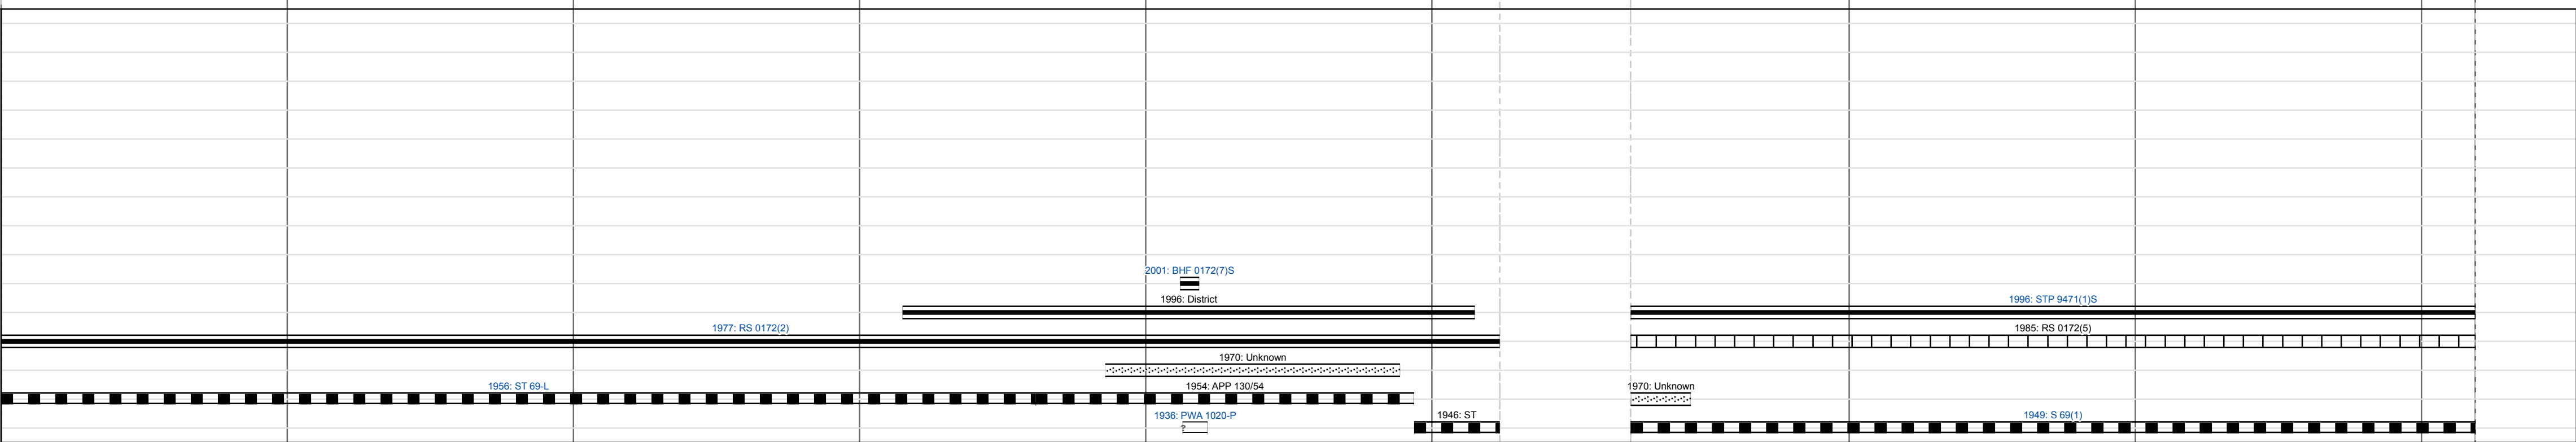 2001: BHF 0172(7)S
1996: District
1996: STP 9471(1)S
1977: RS 0172(2)
1985: RS 0172(5)
1970: Unknown
1956: ST 69-L
1954: APP 130/54
1970: Unknown
1936: PWA 1020-P
1946: ST
1949: S 69(1)
?